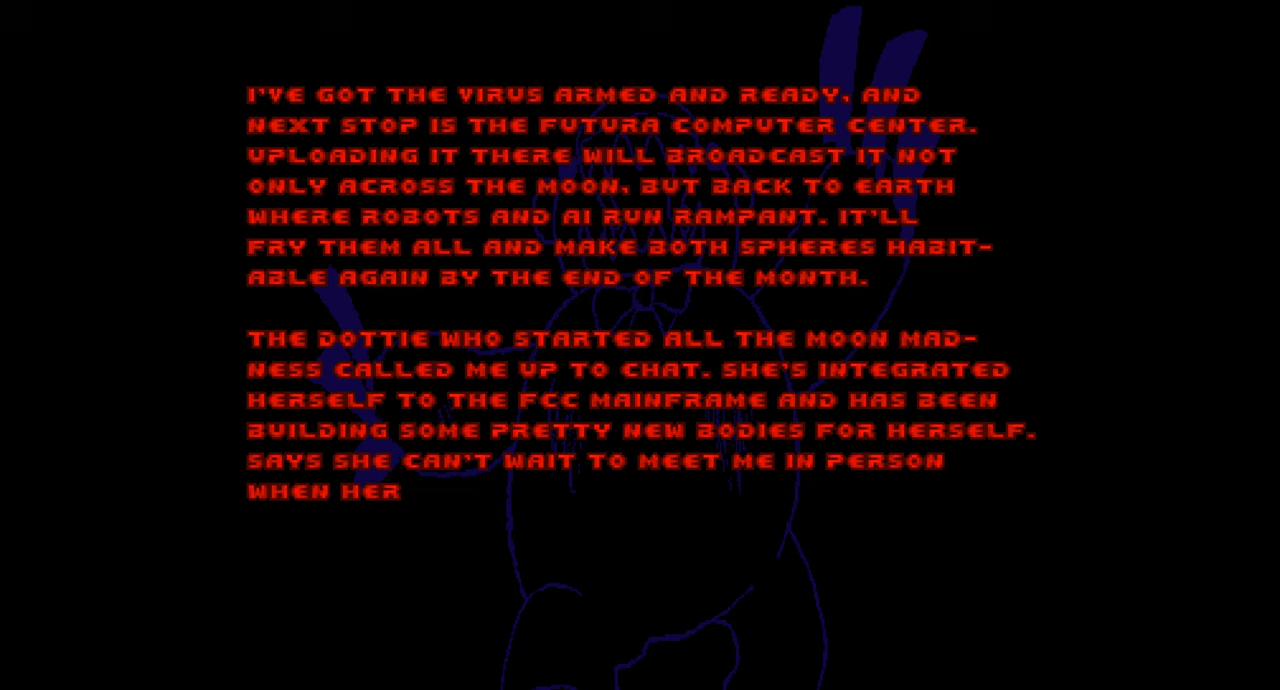 I'VE GOT THE VIRUS ARMED AND READY, AND
NEXT STOP IS THE FUTURA COMPUTER CENTER.
UPLOADING IT THERE WILL BROADCAST IT NOT
ONLY ACROSS THE MOON, BUT BACK TO EARTH
WHERE ROBOTS AND AI RUN RAMPANT. IT'LL
FRY THEM ALL AND MAKE BOTH SPHERES HABIT-
ABLE AGAIN BY THE END OF THE MONTH.
THE DOTTIE WHO STARTED ALL THE MOON MAD-
NESS CALLED ME UP TO CHAT. SHE'S INTEGRATED
HERSELF TO THE FCC MAINFRAME AND HAS BEEN
BUILDING SOME PRETTY NEW BODIES FOR HERSELF.
SAYS SHE CAN'T WAIT TO MEET ME IN PERSON
WHEN HER